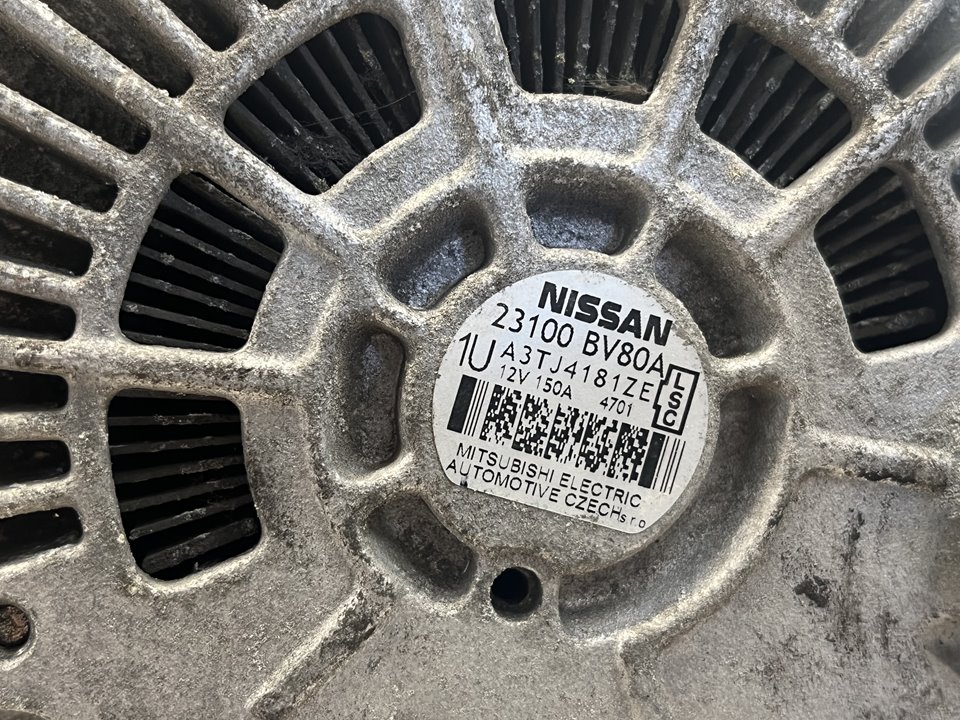 NISSAN
23100 BV80A
1U A3TJ4181ZE
12V 150A 4701
LSC
MITSUBISHI ELECTRIC
AUTOMOTIVE CZECH s.r.o